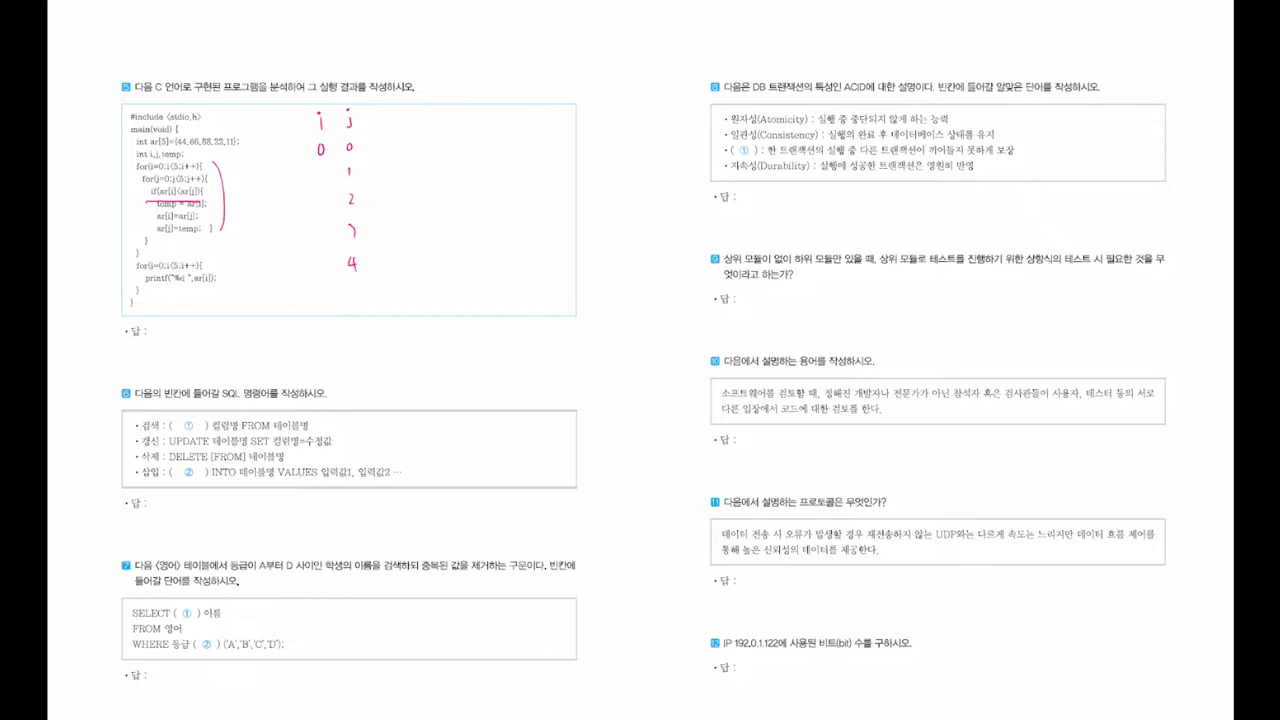 5 다음 C 언어로 구현된 프로그램을 분석하여 그 실행 결과를 작성하시오.
#include <stdio.h>
main(void) {
int ar[5]={44,66,88,22,11};
int i,j,temp;
for(i=0;i<5;i++){
for(j=0;j<5;j++){
if(ar[i]<ar[j]){
temp = ar[i];
ar[i]=ar[j];
ar[j]=temp; }
}
}
for(i=0;i<5;i++){
printf("%d ",ar[i]);
}
}
i j
0 0
1
2
4
• 답 :
6 다음의 빈칸에 들어갈 SQL 명령어를 작성하시오.
• 검색 : ( ① ) 컬럼명 FROM 테이블명
• 갱신 : UPDATE 테이블명 SET 컬럼명=수정값
• 삭제 : DELETE [FROM] 테이블명
• 삽입 : ( ② ) INTO 테이블명 VALUES 입력값1, 입력값2 …
• 답 :
7 다음 <영어> 테이블에서 등급이 A부터 D 사이인 학생의 이름을 검색하되 중복된 값을 제거하는 구문이다. 빈칸에
들어갈 단어를 작성하시오.
SELECT ( ① ) 이름
FROM 영어
WHERE 등급 ( ② ) ('A','B','C','D');
• 답 :
8 다음은 DB 트랜잭션의 특성인 ACID에 대한 설명이다. 빈칸에 들어갈 알맞은 단어를 작성하시오.
• 원자성(Atomicity) : 실행 중 중단되지 않게 하는 능력
• 일관성(Consistency) : 실행의 완료 후 데이터베이스 상태를 유지
• ( ① ) : 한 트랜잭션의 실행 중 다른 트랜잭션이 끼어들지 못하게 보장
• 지속성(Durability) : 실행에 성공한 트랜잭션은 영원히 반영
• 답 :
9 상위 모듈이 없이 하위 모듈만 있을 때, 상위 모듈로 테스트를 진행하기 위한 상향식의 테스트 시 필요한 것을 무
엇이라고 하는가?
• 답 :
10 다음에서 설명하는 용어를 작성하시오.
소프트웨어를 검토할 때, 정해진 개발자나 전문가가 아닌 참석자 혹은 검사관들이 사용자, 테스터 등의 서로
다른 입장에서 코드에 대한 검토를 한다.
• 답 :
11 다음에서 설명하는 프로토콜은 무엇인가?
데이터 전송 시 오류가 발생할 경우 재전송하지 않는 UDP와는 다르게 속도는 느리지만 데이터 흐름 제어를
통해 높은 신뢰성의 데이터를 제공한다.
• 답 :
12 IP 192.0.1.122에 사용된 비트(bit) 수를 구하시오.
• 답 :